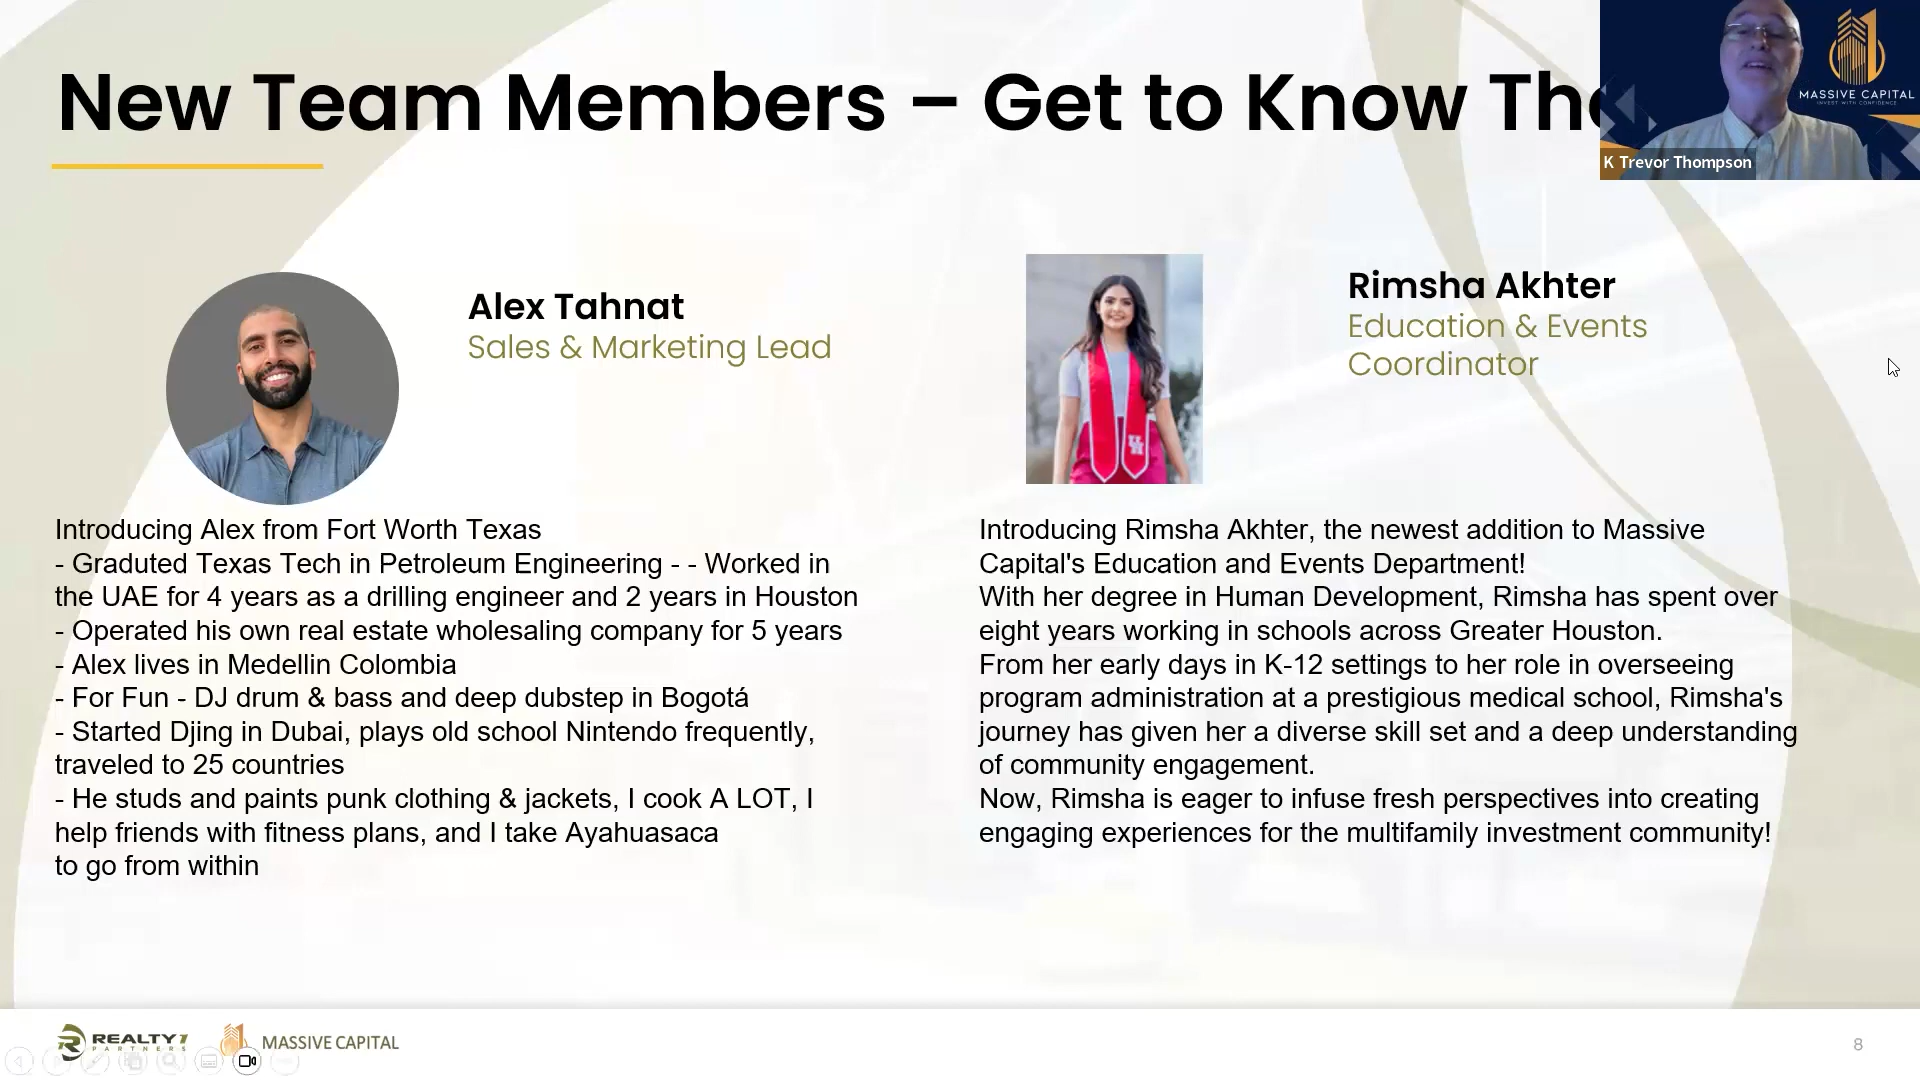 New Team Members – Get to Know
MASSIVE CAPITAL
INVEST WITH CONFIDENCE
K Trevor Thompson
Alex Tahnat
Sales & Marketing Lead
Rimsha Akhter
Education & Events
Coordinator
Introducing Alex from Fort Worth Texas
- Graduted Texas Tech in Petroleum Engineering - - Worked in
the UAE for 4 years as a drilling engineer and 2 years in Houston
- Operated his own real estate wholesaling company for 5 years
- Alex lives in Medellin Colombia
- For Fun - DJ drum & bass and deep dubstep in Bogotá
- Started Djing in Dubai, plays old school Nintendo frequently,
traveled to 25 countries
- He studs and paints punk clothing & jackets, I cook A LOT, I
help friends with fitness plans, and I take Ayahuasaca
to go from within
Introducing Rimsha Akhter, the newest addition to Massive
Capital's Education and Events Department!
With her degree in Human Development, Rimsha has spent over
eight years working in schools across Greater Houston.
From her early days in K-12 settings to her role in overseeing
program administration at a prestigious medical school, Rimsha's
journey has given her a diverse skill set and a deep understanding
of community engagement.
Now, Rimsha is eager to infuse fresh perspectives into creating
engaging experiences for the multifamily investment community!
REALTY1
PARTNERS
MASSIVE CAPITAL
8